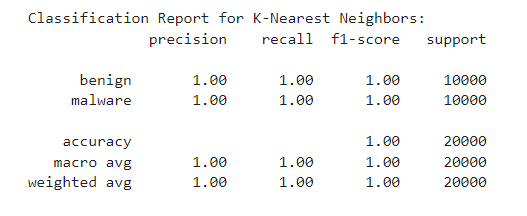 Classification Report for K-Nearest Neighbors:
precision recall f1-score support
benign 1.00 1.00 1.00 10000
malware 1.00 1.00 1.00 10000
accuracy 1.00 20000
macro avg 1.00 1.00 1.00 20000
weighted avg 1.00 1.00 1.00 20000